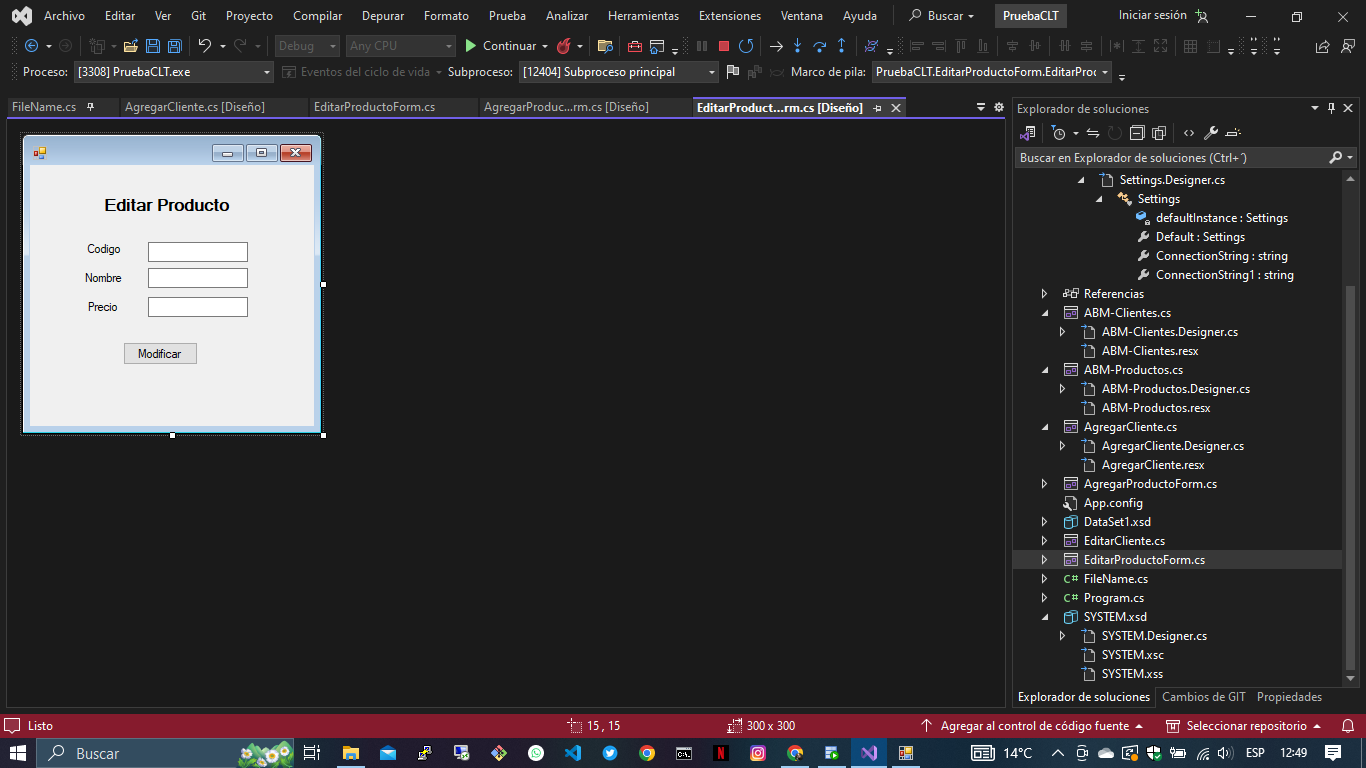 Archivo Editar Ver Git Proyecto Compilar Depurar Formato Prueba Analizar Herramientas Extensiones Ventana Ayuda Buscar PruebaCLT Iniciar sesión
Debug Any CPU Continuar
Proceso: [3308] PruebaCLT.exe Eventos del ciclo de vida Subproceso: [12404] Subproceso principal Marco de pila: PruebaCLT.EditarProductoForm.EditarProd
FileName.cs AgregarCliente.cs [Diseño] EditarProductoForm.cs AgregarProduc...rm.cs [Diseño] EditarProduct...rm.cs [Diseño]
Editar Producto
Codigo
Nombre
Precio
Modificar
Explorador de soluciones
Buscar en Explorador de soluciones (Ctrl+´)
Settings.Designer.cs
Settings
defaultInstance : Settings
Default : Settings
ConnectionString : string
ConnectionString1 : string
Referencias
ABM-Clientes.cs
ABM-Clientes.Designer.cs
ABM-Clientes.resx
ABM-Productos.cs
ABM-Productos.Designer.cs
ABM-Productos.resx
AgregarCliente.cs
AgregarCliente.Designer.cs
AgregarCliente.resx
AgregarProductoForm.cs
App.config
DataSet1.xsd
EditarCliente.cs
EditarProductoForm.cs
C# FileName.cs
C# Program.cs
SYSTEM.xsd
SYSTEM.Designer.cs
SYSTEM.xsc
SYSTEM.xss
Explorador de soluciones Cambios de GIT Propiedades
Listo 15 , 15 300 x 300 Agregar al control de código fuente Seleccionar repositorio
Buscar 14°C ESP 12:49